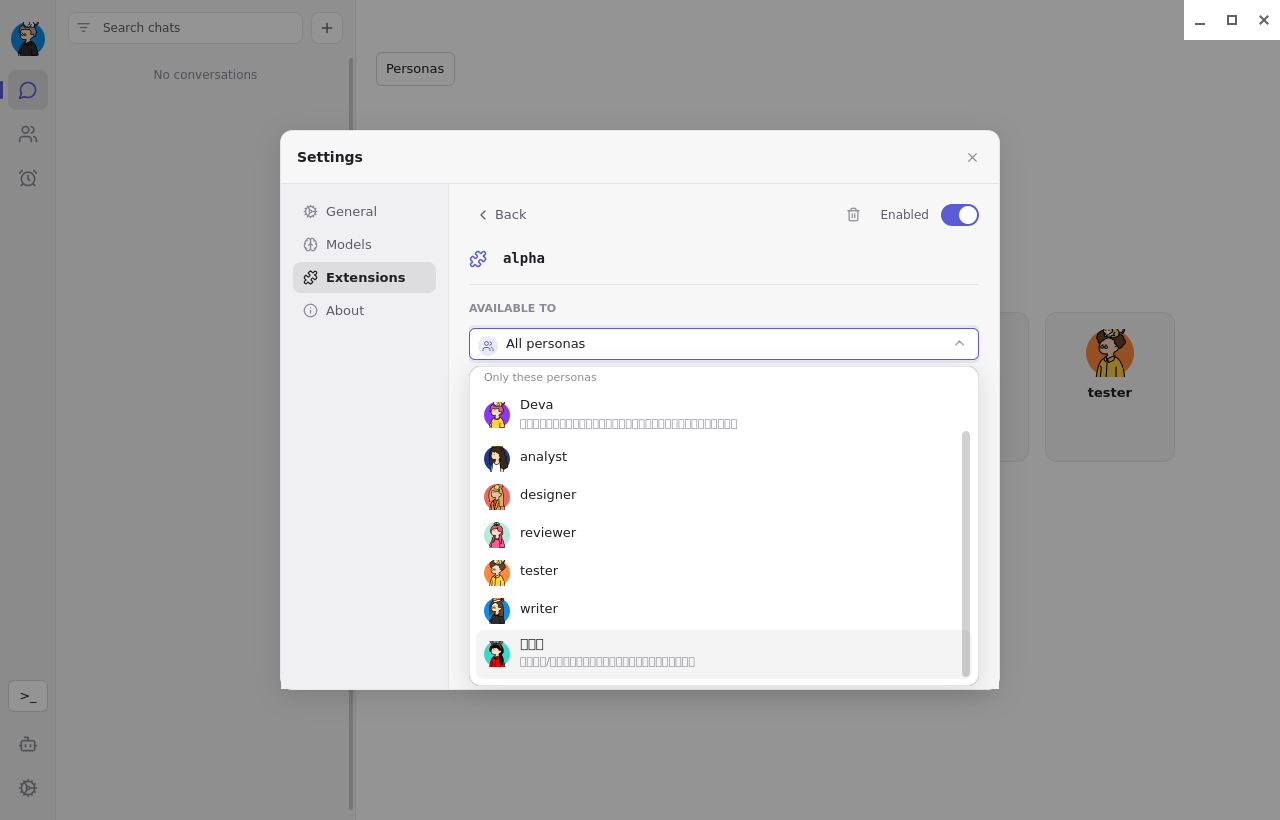 Search chats
No conversations
Personas
Settings
General
Models
Extensions
About
Back
Enabled
alpha
AVAILABLE TO
All personas
Only these personas
Deva
analyst
designer
reviewer
tester
writer
tester
>_